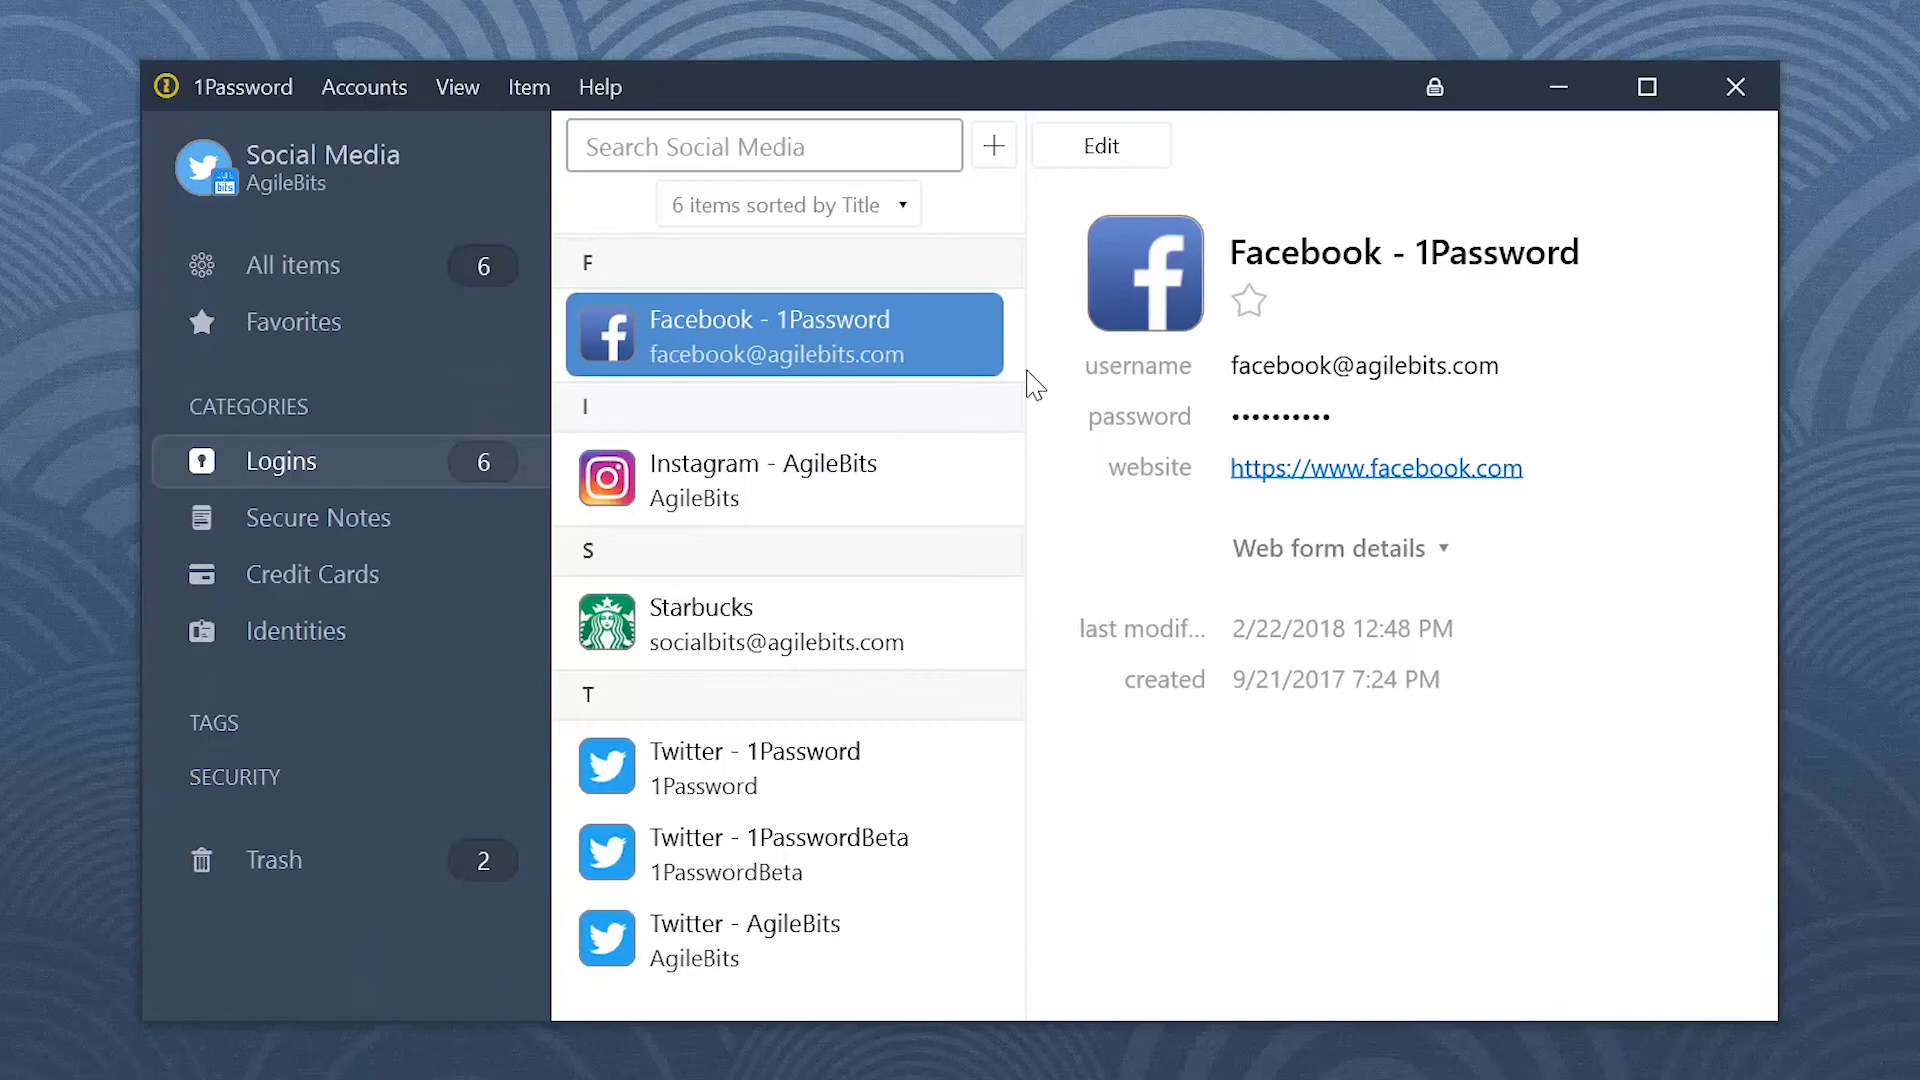 1Password Accounts View Item Help
Social Media
AgileBits
bits
All items 6
Favorites
CATEGORIES
Logins 6
Secure Notes
Credit Cards
Identities
TAGS
SECURITY
Trash 2
Search Social Media
6 items sorted by Title
F
Facebook - 1Password
facebook@agilebits.com
I
Instagram - AgileBits
AgileBits
S
Starbucks
socialbits@agilebits.com
T
Twitter - 1Password
1Password
Twitter - 1PasswordBeta
1PasswordBeta
Twitter - AgileBits
AgileBits
Edit
Facebook - 1Password
username facebook@agilebits.com
password ••••••••••
website https://www.facebook.com
Web form details
last modif... 2/22/2018 12:48 PM
created 9/21/2017 7:24 PM